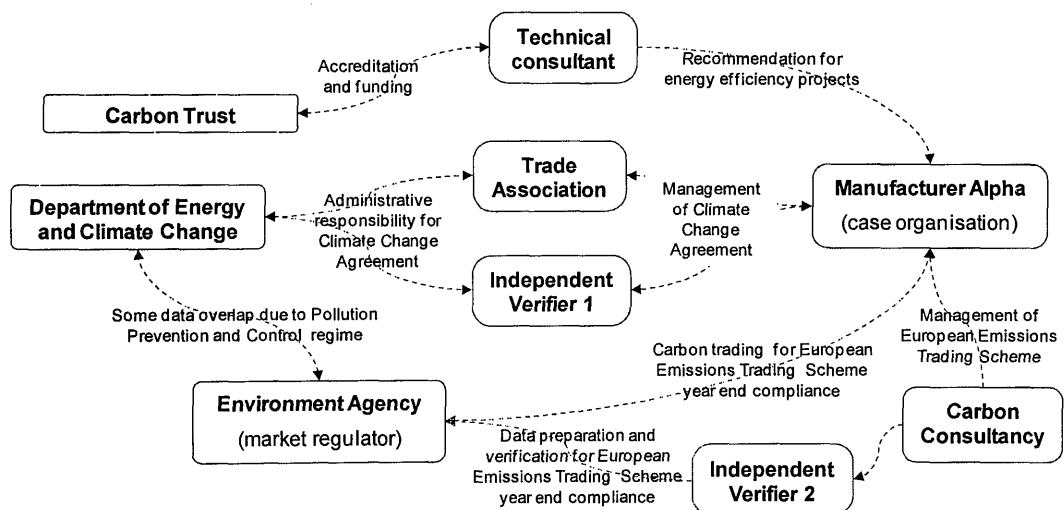 Technical
consultant
Accreditation
and funding
Recommendation for
energy efficiency projects
Carbon Trust
Trade
Association
Manufacturer Alpha
(case organisation)
Department of Energy
and Climate Change
Administrative
responsibility for
Climate Change
Agreement
Management
of Climate
Change
Agreement
Independent
Verifier 1
Some data overlap due to Pollution
Prevention and Control regime
Carbon trading for European
Emissions Trading Scheme
year end compliance
Management of
European Emissions
Trading Scheme
Environment Agency
(market regulator)
Data preparation and
verification for European
Emissions Trading Scheme
year end compliance
Carbon
Consultancy
Independent
Verifier 2